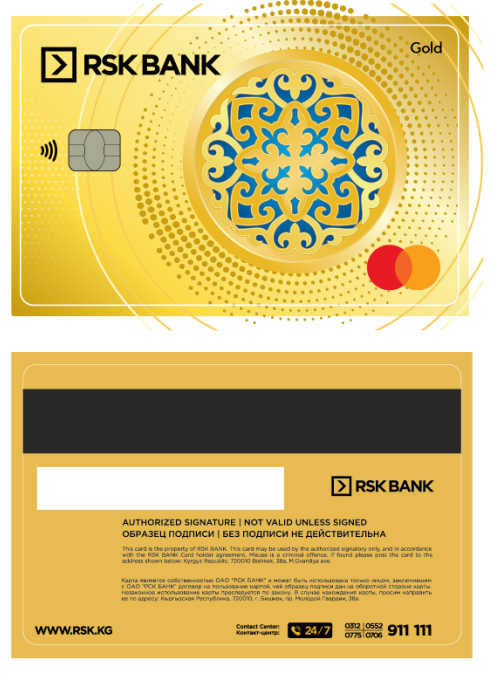 RSK BANK
Gold
RSK BANK
AUTHORIZED SIGNATURE | NOT VALID UNLESS SIGNED
ОБРАЗЕЦ ПОДПИСИ | БЕЗ ПОДПИСИ НЕ ДЕЙСТВИТЕЛЬНА
This card is the property of RSK BANK. This card may be used by the authorized signatory only, and in accordance
with the RSK BANK Card holder agreement. Misuse is a criminal offence. If found please post the card to the
address shown below: Kyrgyz Republic, 720010 Bishkek, 38a, M.Gvardiya ave.
Карта является собственностью ОАО "РСК БАНК" и может быть использована только лицом, заключившим
с ОАО "РСК БАНК" договор на пользование картой, чей образец подписи дан на оборотной стороне карты.
Незаконное использование карты преследуется по закону. В случае нахождения карты, просим направить
ее по адресу: Кыргызская Республика, 720010, г. Бишкек, пр. Молодой Гвардии, 38а.
WWW.RSK.KG
Contact Center:
Контакт-центр:
24/7
0312 | 0552
0775 | 0706
911 111